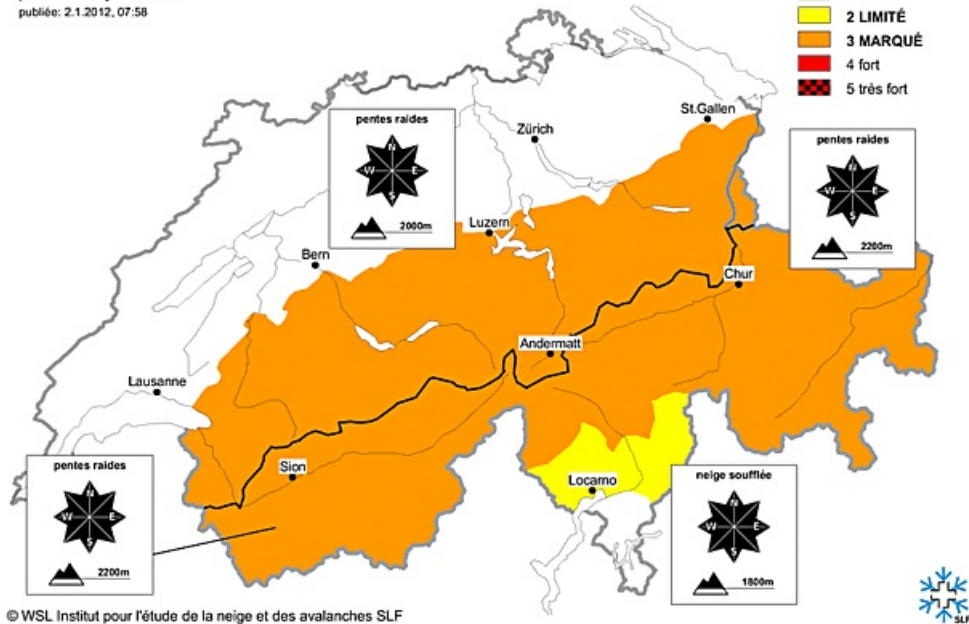 publiée: 2.1.2012, 07:58
2 LIMITÉ
3 MARQUÉ
4 fort
5 très fort
St.Gallen
pentes raides
N
W E
S
2000m
Zürich
pentes raides
N
W E
S
2200m
Luzern
Bern
Chur
Andermatt
Lausanne
pentes raides
N
W E
S
2200m
Sion
Locarno
neige soufflée
N
W E
S
1800m
© WSL Institut pour l'étude de la neige et des avalanches SLF
SLF